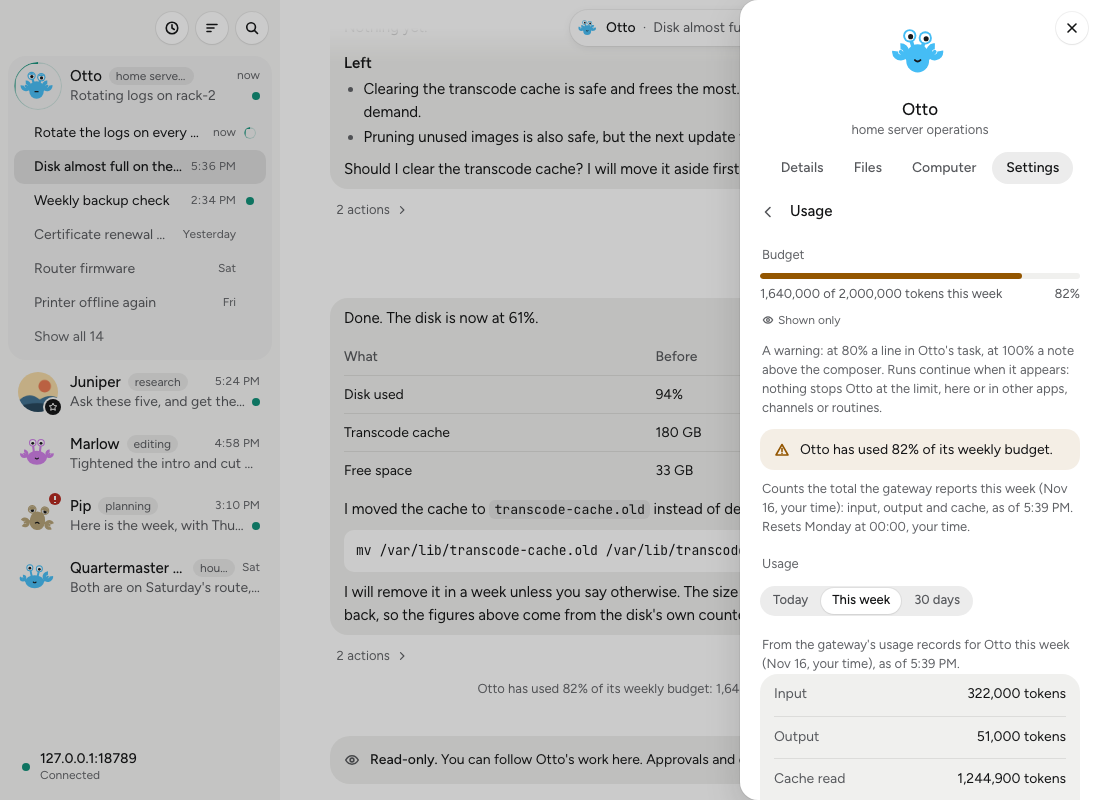 Otto
home serve...
now
Rotating logs on rack-2
Rotate the logs on every ...
now
Disk almost full on the...
5:36 PM
Weekly backup check
2:34 PM
Certificate renewal ...
Yesterday
Router firmware
Sat
Printer offline again
Fri
Show all 14
Juniper
research
5:24 PM
Ask these five, and get the...
Marlow
editing
4:58 PM
Tightened the intro and cut ...
Pip
planning
3:10 PM
Here is the week, with Thu...
Quartermaster ...
hou...
Sat
Both are on Saturday's route,...
127.0.0.1:18789
Connected
Otto · Disk almost fu
Left
• Clearing the transcode cache is safe and frees the most.
demand.
• Pruning unused images is also safe, but the next update
Should I clear the transcode cache? I will move it aside first
2 actions
Done. The disk is now at 61%.
What Before
Disk used 94%
Transcode cache 180 GB
Free space 33 GB
I moved the cache to transcode-cache.old instead of de
mv /var/lib/transcode-cache.old /var/lib/transcod
I will remove it in a week unless you say otherwise. The size
back, so the figures above come from the disk's own count
2 actions
Otto has used 82% of its weekly budget: 1,64
Read-only. You can follow Otto's work here. Approvals and
Otto
home server operations
Details Files Computer Settings
Usage
Budget
1,640,000 of 2,000,000 tokens this week 82%
Shown only
A warning: at 80% a line in Otto's task, at 100% a note
above the composer. Runs continue when it appears:
nothing stops Otto at the limit, here or in other apps,
channels or routines.
Otto has used 82% of its weekly budget.
Counts the total the gateway reports this week (Nov
16, your time): input, output and cache, as of 5:39 PM.
Resets Monday at 00:00, your time.
Usage
Today This week 30 days
From the gateway's usage records for Otto this week
(Nov 16, your time), as of 5:39 PM.
Input 322,000 tokens
Output 51,000 tokens
Cache read 1,244,900 tokens